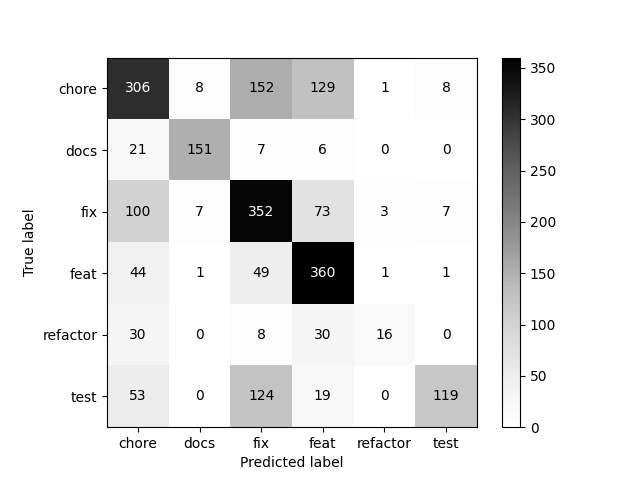 chore 306 8 152 129 1 8
docs 21 151 7 6 0 0
fix 100 7 352 73 3 7
feat 44 1 49 360 1 1
refactor 30 0 8 30 16 0
test 53 0 124 19 0 119
chore docs fix feat refactor test
Predicted label
True label
350
300
250
200
150
100
50
0